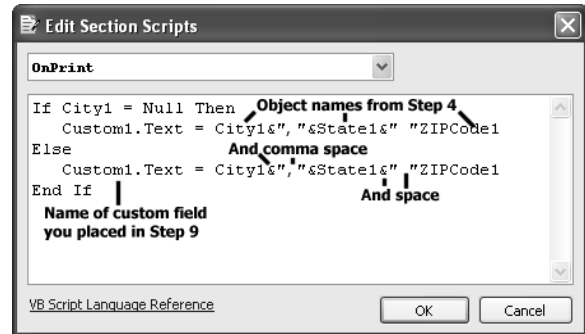 Edit Section Scripts
OnPrint
If City1 = Null Then
Object names from Step 4
Custom1.Text = City1&", "&State1&" "ZIPCode1
Else
And comma space
Custom1.Text = City1&", "&State1&" "ZIPCode1
End If
And space
Name of custom field
you placed in Step 9
VB Script Language Reference
OK
Cancel